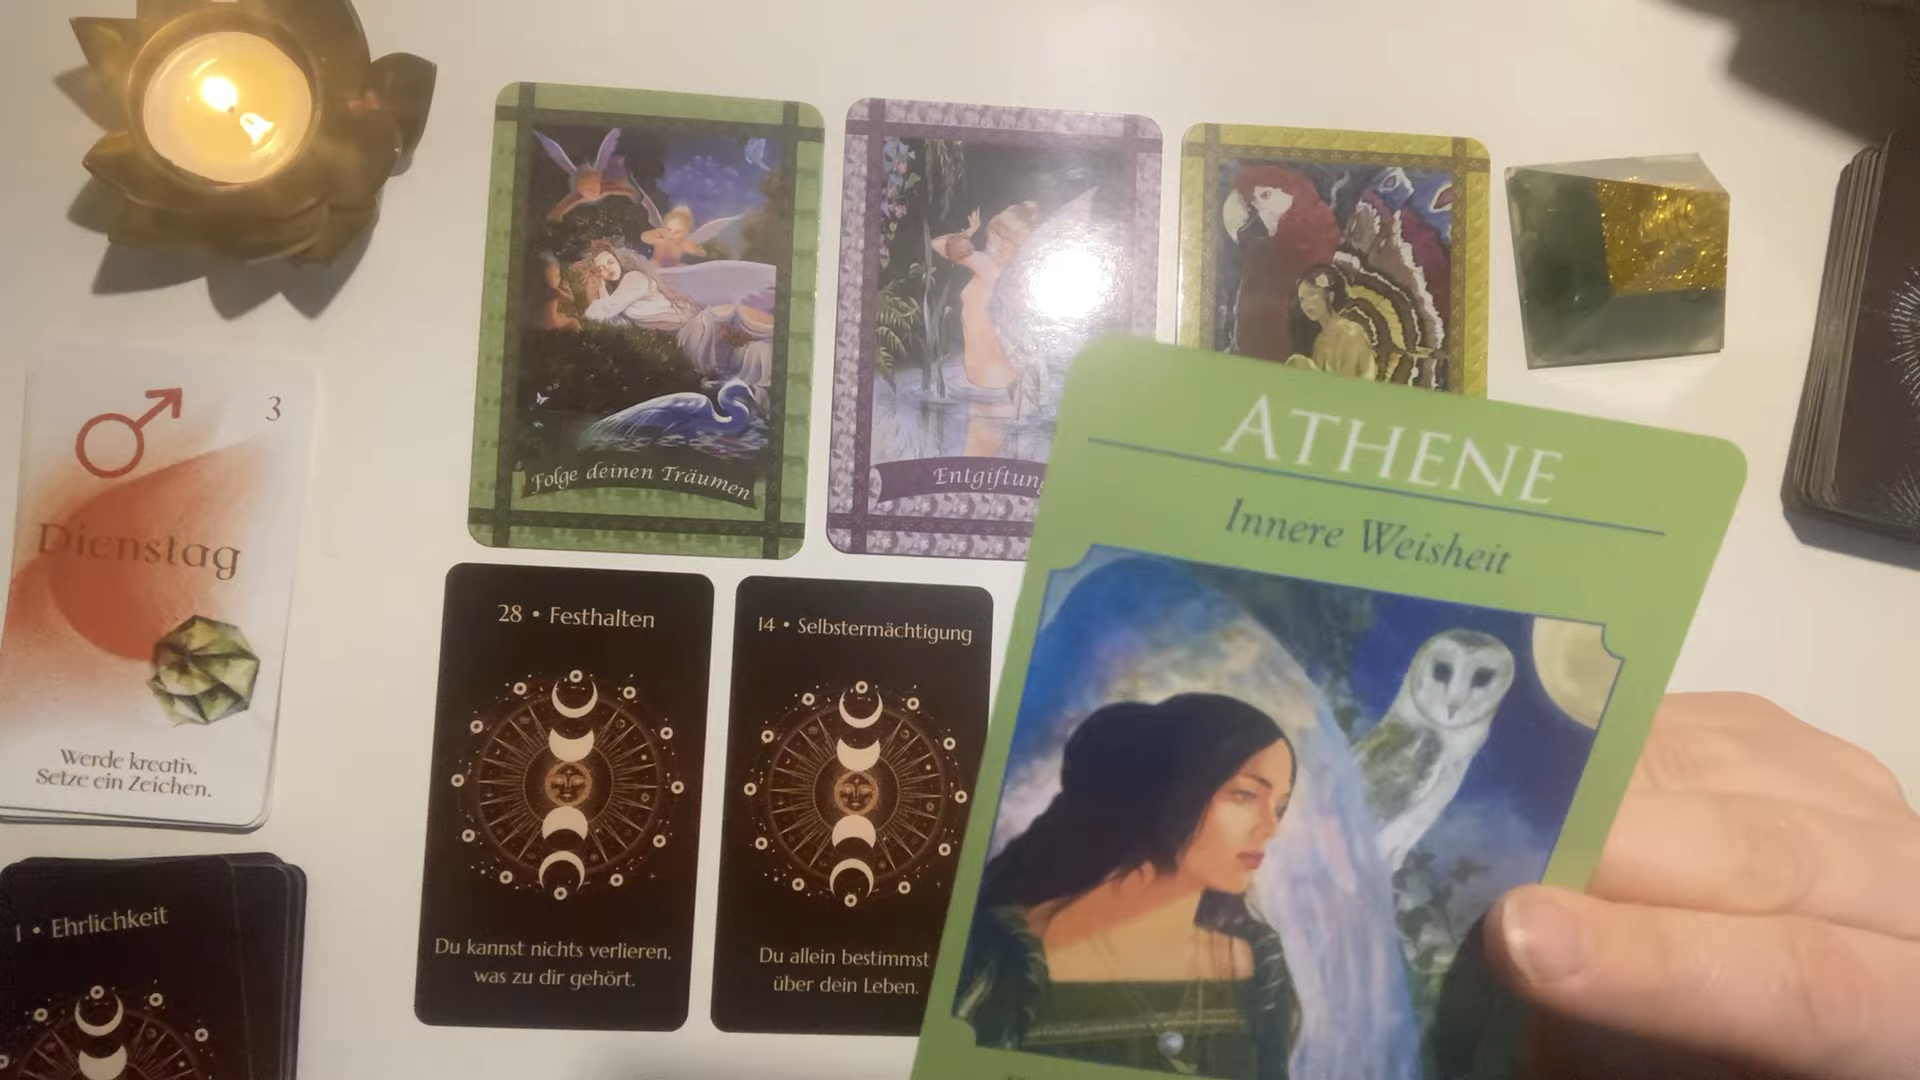 Folge deinen Träumen
Entgiftung
ATHENE
Innere Weisheit
3
Dienstag
Werde kreativ.
Setze ein Zeichen.
28 • Festhalten
Du kannst nichts verlieren,
was zu dir gehört.
14 • Selbstermächtigung
Du allein bestimmst
über dein Leben.
1 • Ehrlichkeit